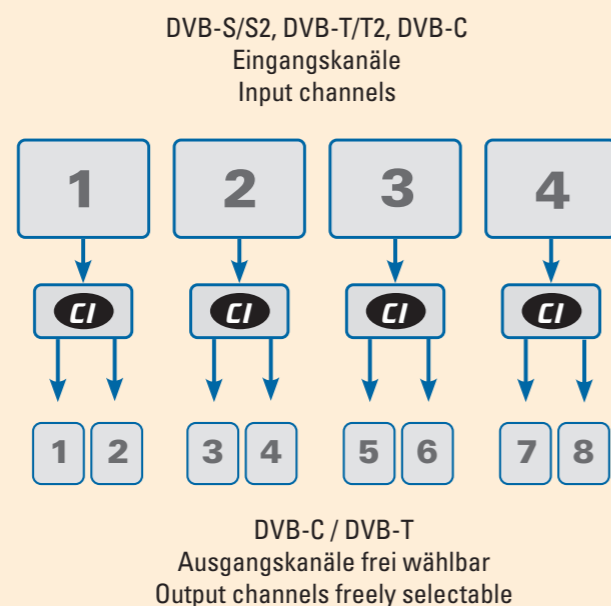 DVB-S/S2, DVB-T/T2, DVB-C
Eingangskanäle
Input channels
1 2 3 4
CI CI CI CI
1 2 3 4 5 6 7 8
DVB-C / DVB-T
Ausgangskanäle frei wählbar
Output channels freely selectable